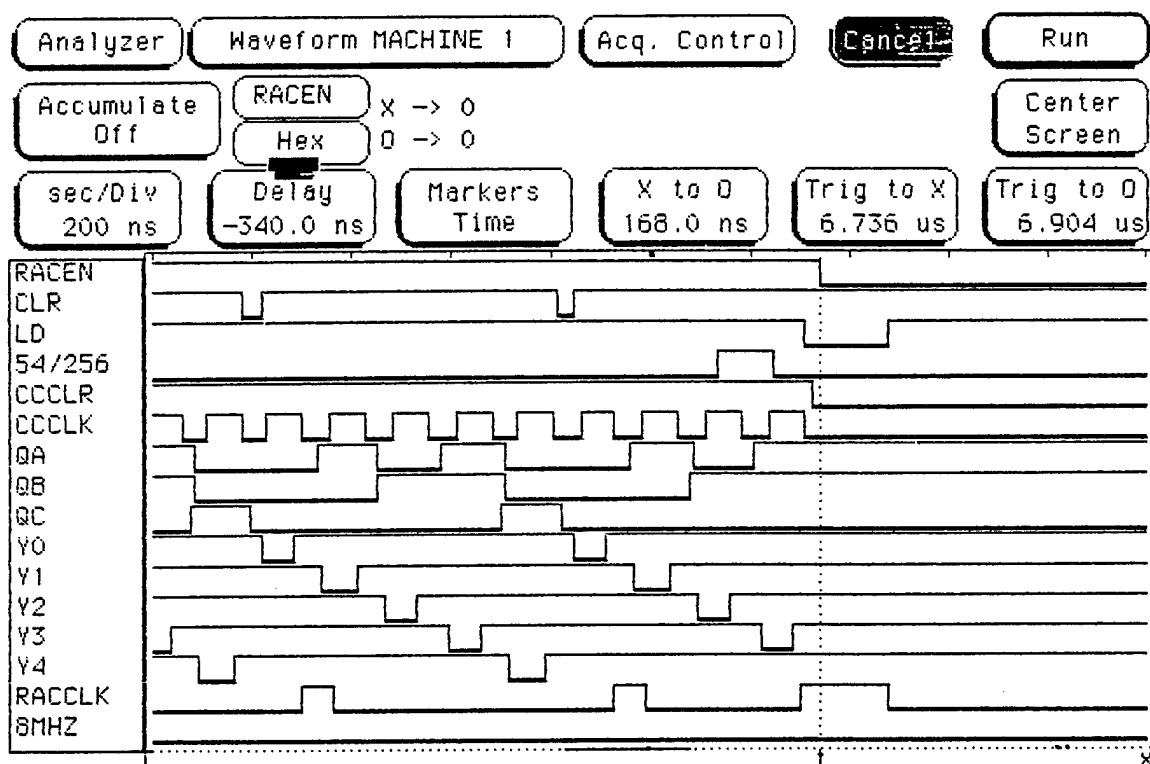 Analyzer Waveform MACHINE 1 Acq. Control Cancel Run
Accumulate Off RACEN X -> 0 Center Screen
Hex O -> 0
sec/Div Delay Markers X to O Trig to X Trig to O
200 ns -340.0 ns Time 168.0 ns 6.736 us 6.904 us
RACEN
CLR
LD
54/256
CCCLR
CCCLK
QA
QB
QC
Y0
Y1
Y2
Y3
Y4
RACCLK
8MHZ
t X